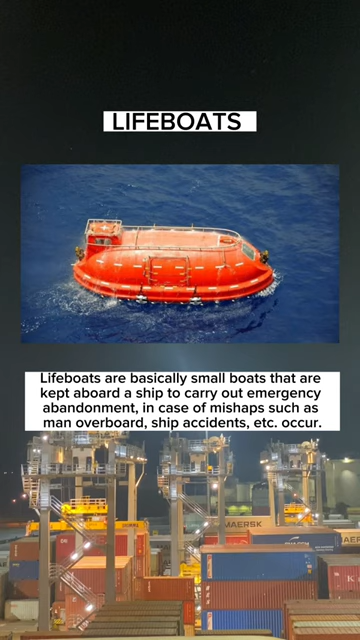 LIFEBOATS
Lifeboats are basically small boats that are
kept aboard a ship to carry out emergency
abandonment, in case of mishaps such as
man overboard, ship accidents, etc. occur.
MAERSK